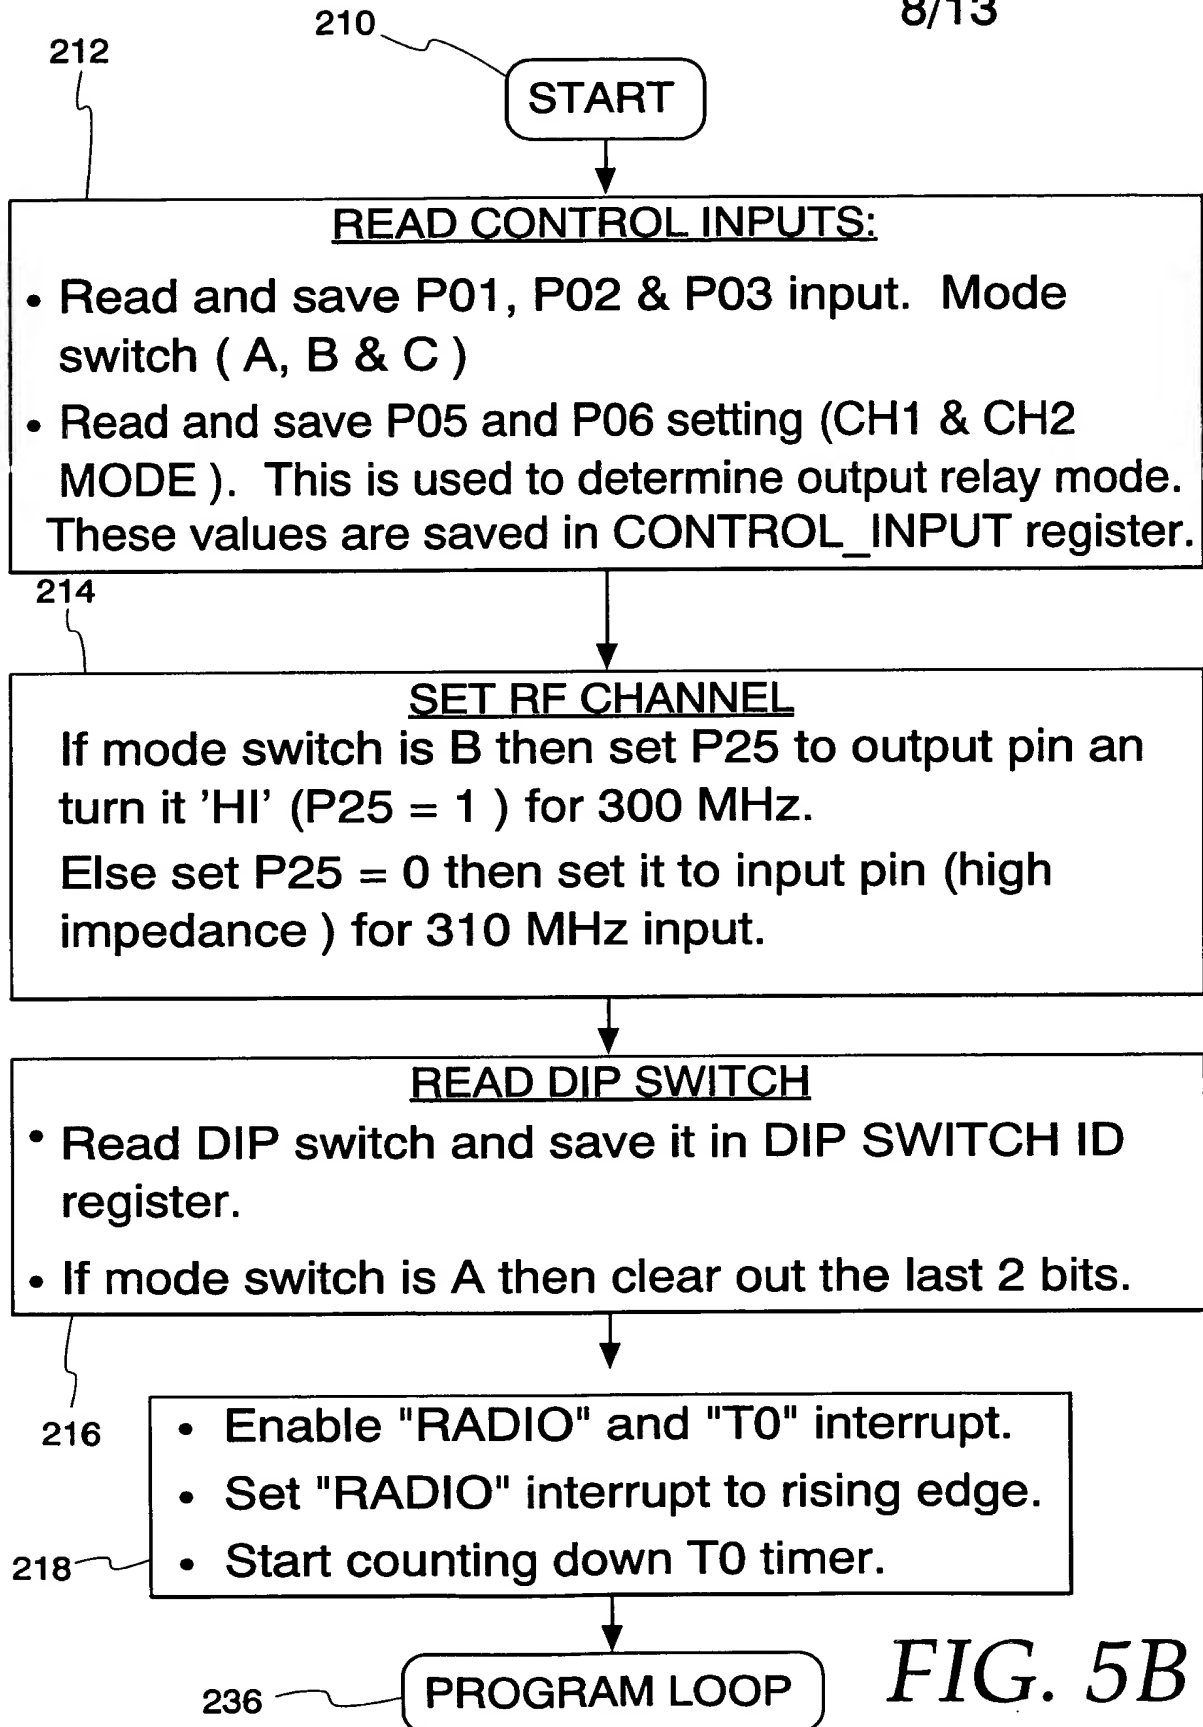 8/13
210
212
START
READ CONTROL INPUTS:
• Read and save P01, P02 & P03 input. Mode
switch ( A, B & C )
• Read and save P05 and P06 setting (CH1 & CH2
MODE ). This is used to determine output relay mode.
These values are saved in CONTROL_INPUT register.
214
SET RF CHANNEL
If mode switch is B then set P25 to output pin an
turn it 'HI' (P25 = 1 ) for 300 MHz.
Else set P25 = 0 then set it to input pin (high
impedance ) for 310 MHz input.
READ DIP SWITCH
• Read DIP switch and save it in DIP SWITCH ID
register.
• If mode switch is A then clear out the last 2 bits.
216
• Enable "RADIO" and "T0" interrupt.
• Set "RADIO" interrupt to rising edge.
218
• Start counting down T0 timer.
236
PROGRAM LOOP
FIG. 5B